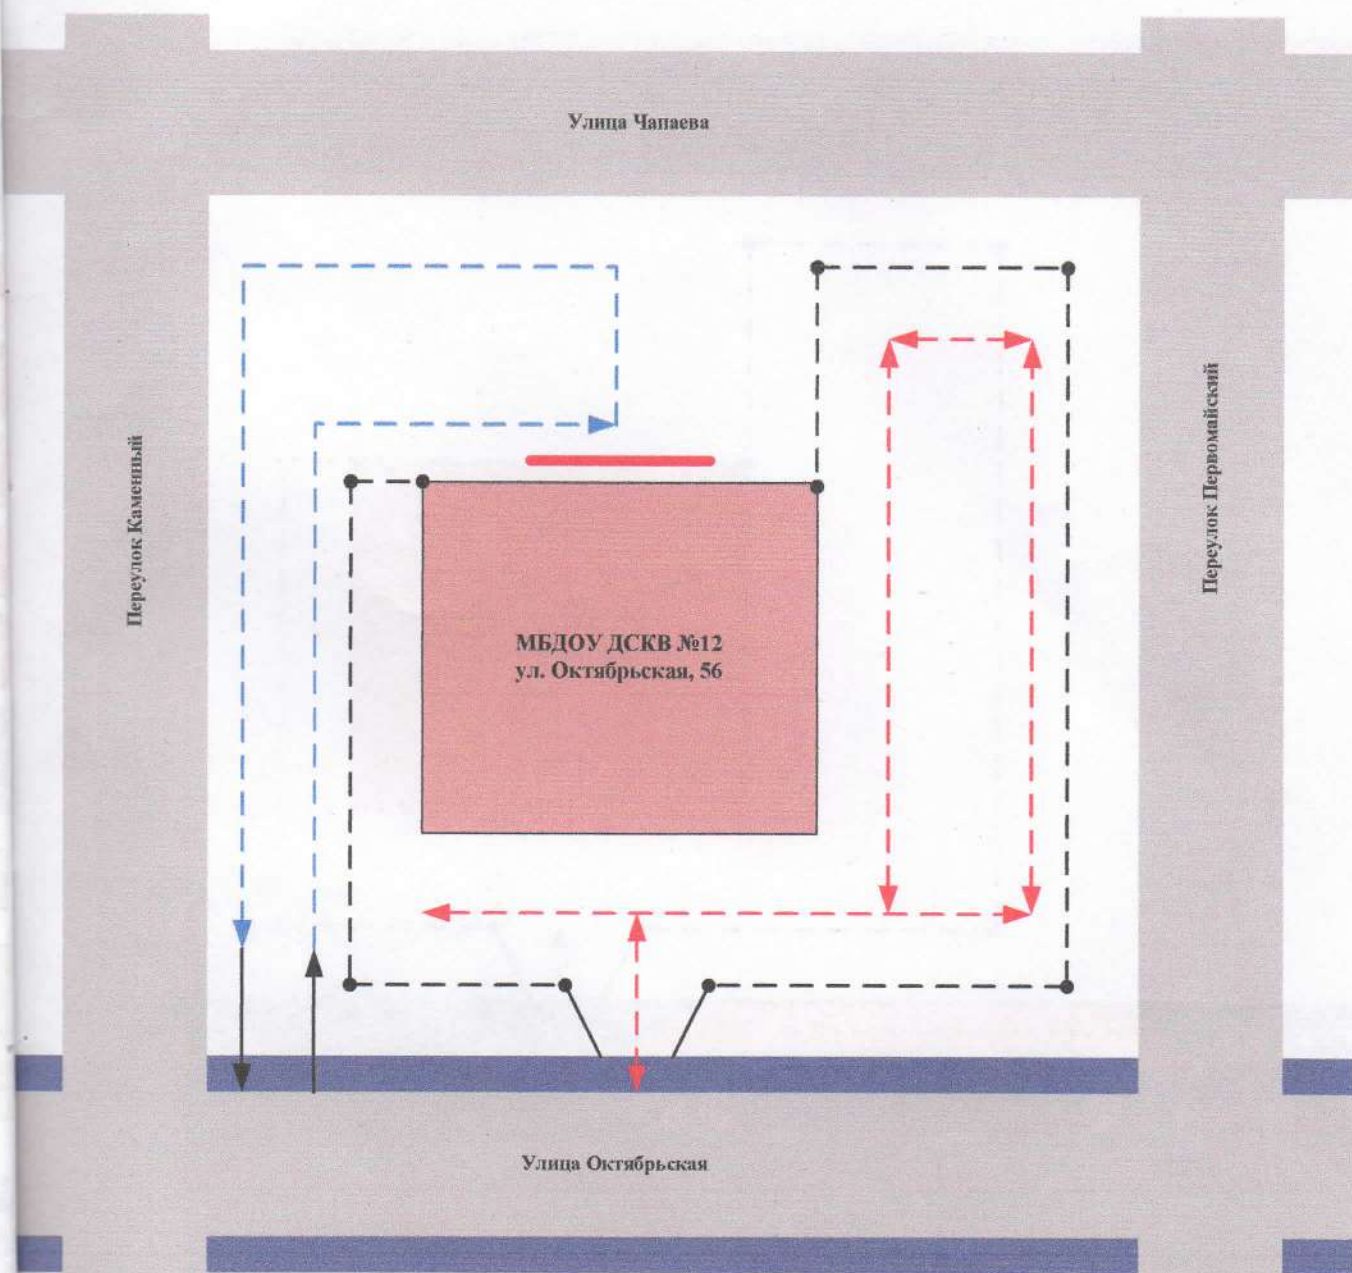 Улица Чапаева
Переулок Каменный
Переулок Первомайский
МБДОУ ДСКВ №12
ул. Октябрьская, 56
Улица Октябрьская